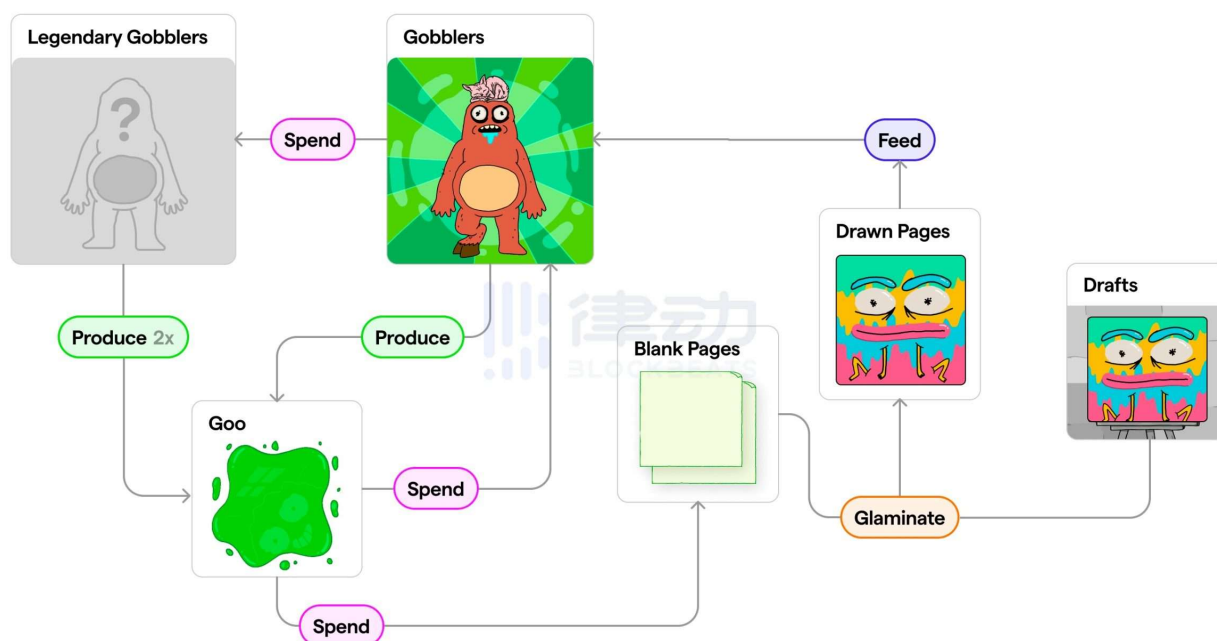 Legendary Gobblers
Gobblers
?
Spend
Feed
Drawn Pages
Drafts
Produce 2x
Produce
律动
BLOCKBEATS
Blank Pages
Goo
Spend
Glaminate
Spend